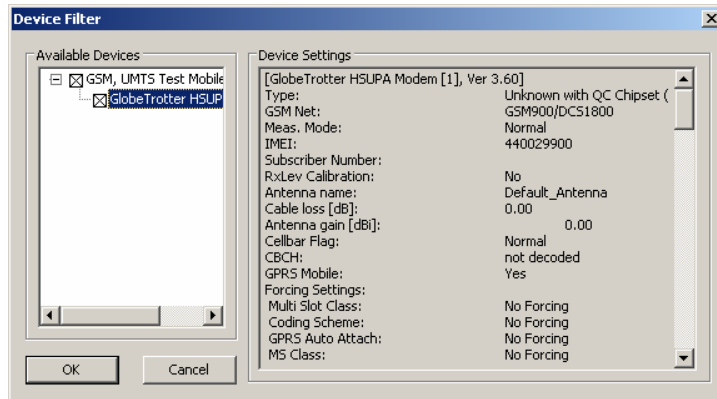 Device Filter
Available Devices
GSM, UMTS Test Mobile
GlobeTrotter HSUP
OK
Cancel
Device Settings
[GlobeTrotter HSUPA Modem [1], Ver 3.60]
Type: Unknown with QC Chipset (
GSM Net: GSM900/DCS1800
Meas. Mode: Normal
IMEI: 440029900
Subscriber Number:
RxLev Calibration: No
Antenna name: Default_Antenna
Cable loss [dB]: 0.00
Antenna gain [dBi]: 0.00
Cellbar Flag: Normal
CBCH: not decoded
GPRS Mobile: Yes
Forcing Settings:
Multi Slot Class: No Forcing
Coding Scheme: No Forcing
GPRS Auto Attach: No Forcing
MS Class: No Forcing